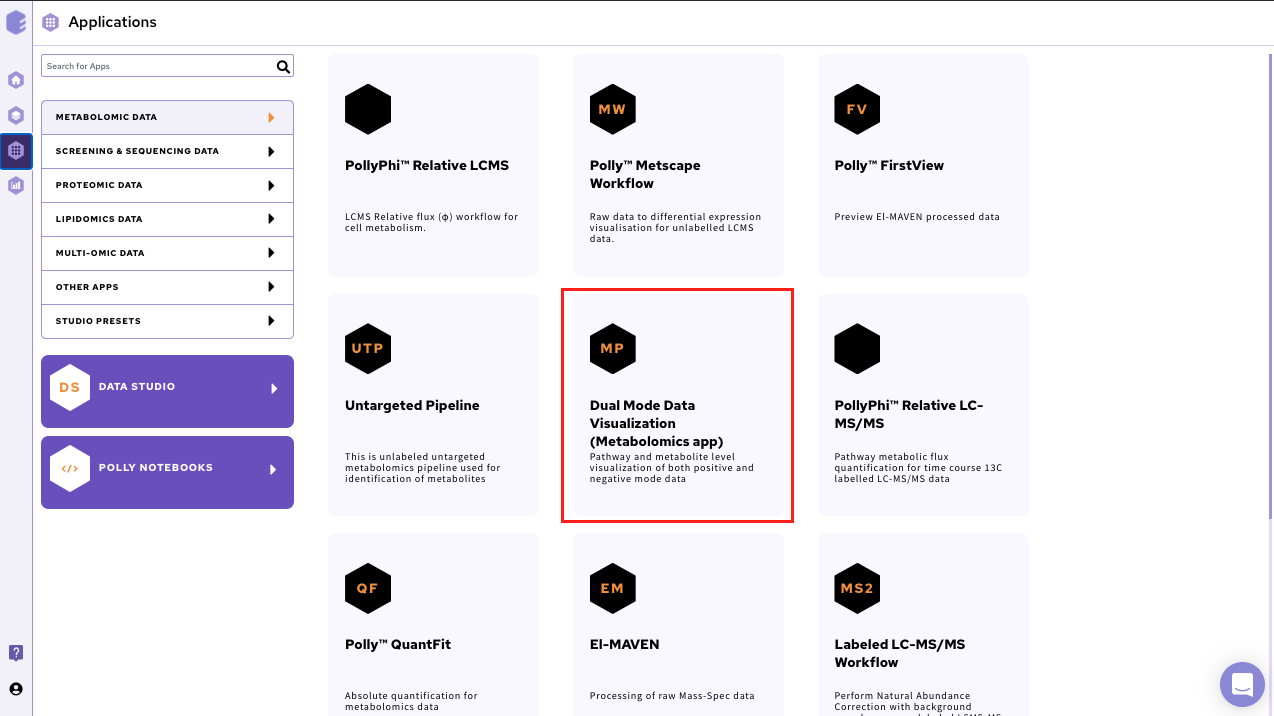 Applications
Search for Apps
METABOLOMIC DATA
SCREENING & SEQUENCING DATA
PROTEOMIC DATA
LIPIDOMICS DATA
MULTI-OMIC DATA
OTHER APPS
STUDIO PRESETS
DS DATA STUDIO
</> POLLY NOTEBOOKS
?
PollyPhi™ Relative LCMS
LCMS Relative flux (φ) workflow for
cell metabolism.
MW
Polly™ Metscape
Workflow
Raw data to differential expression
visualisation for unlabelled LCMS
data.
FV
Polly™ FirstView
Preview El-MAVEN processed data
UTP
Untargeted Pipeline
This is unlabeled untargeted
metabolomics pipeline used for
identification of metabolites
MP
Dual Mode Data
Visualization
(Metabolomics app)
Pathway and metabolite level
visualization of both positive and
negative mode data
PollyPhi™ Relative LC-
MS/MS
Pathway metabolic flux
quantification for time course 13C
labelled LC-MS/MS data
QF
Polly™ QuantFit
Absolute quantification for
metabolomics data
EM
El-MAVEN
Processing of raw Mass-Spec data
MS2
Labeled LC-MS/MS
Workflow
Perform Natural Abundance
Correction with background